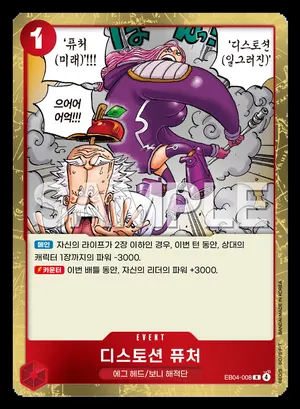 1
'퓨처
(미래)'!!!
'디스토션
(일그러진)'
으어어
어억!!!
SAMPLE
메인 자신의 라이프가 2장 이하인 경우, 이번 턴 동안, 상대의
캐릭터 1장까지의 파워 -3000.
카운터 이번 배틀 동안, 자신의 리더의 파워 +3000.
EVENT
디스토션 퓨처
에그 헤드/보니 해적단
EB04-008 R